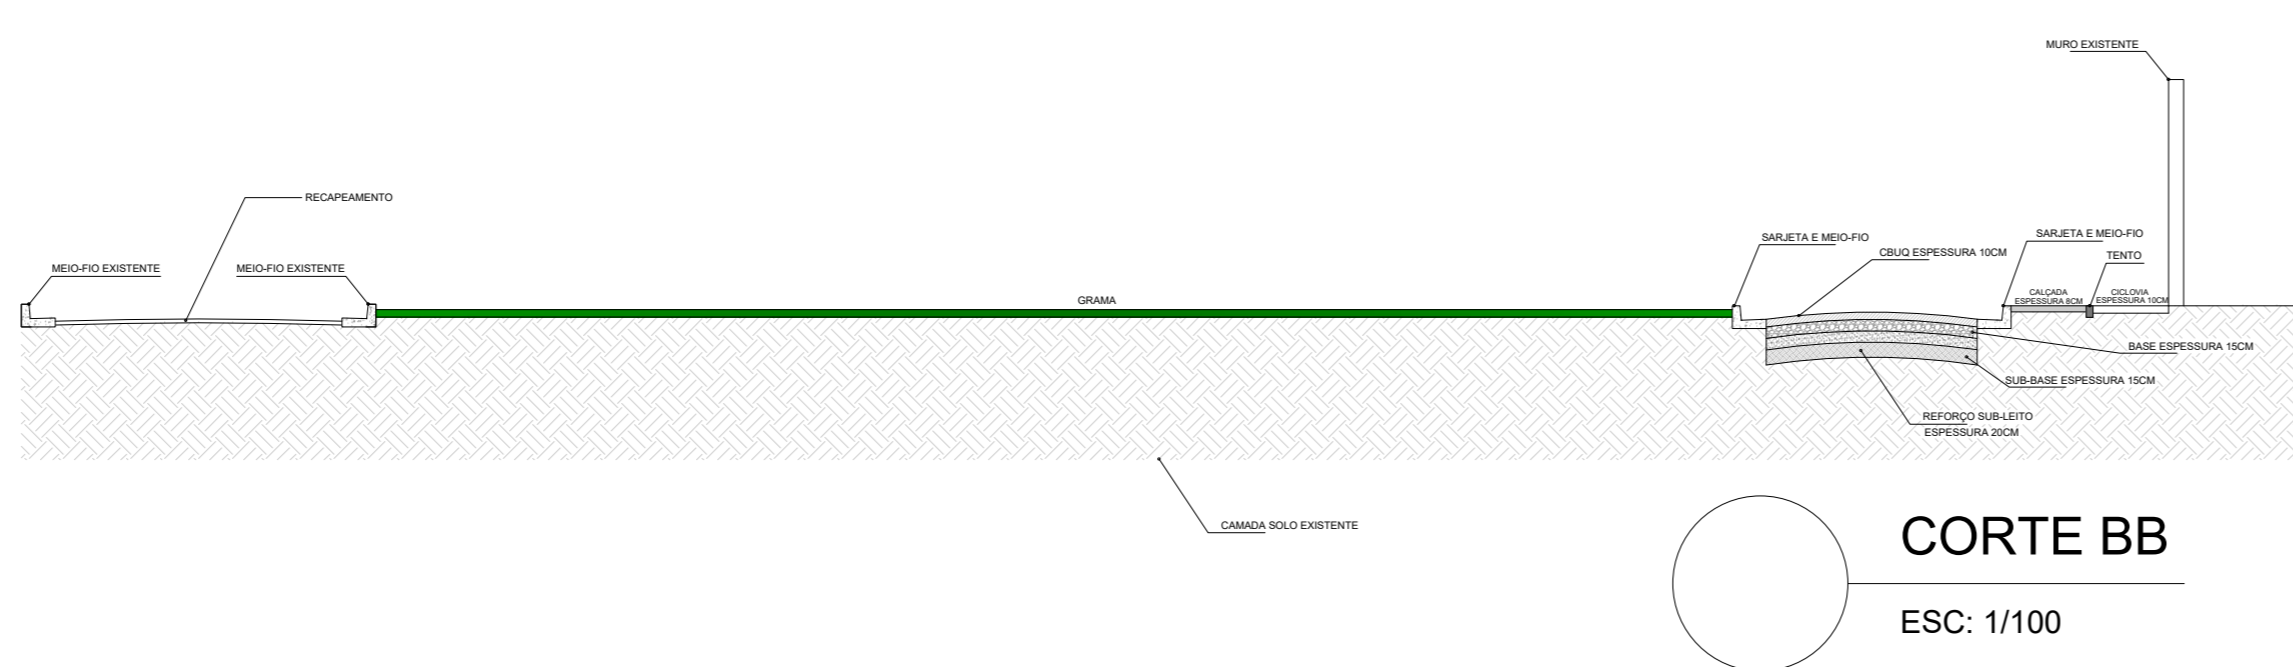 MURO EXISTENTE
RECAPEAMENTO
MEIO-FIO EXISTENTE
MEIO-FIO EXISTENTE
GRAMA
SARJETA E MEIO-FIO
CBUQ ESPESSURA 10CM
SARJETA E MEIO-FIO
TENTO
CALÇADA
ESPESSURA 8CM
CICLOVIA
ESPESSURA 10CM
BASE ESPESSURA 15CM
SUB-BASE ESPESSURA 15CM
REFORÇO SUB-LEITO
ESPESSURA 20CM
CAMADA SOLO EXISTENTE
CORTE BB
ESC: 1/100